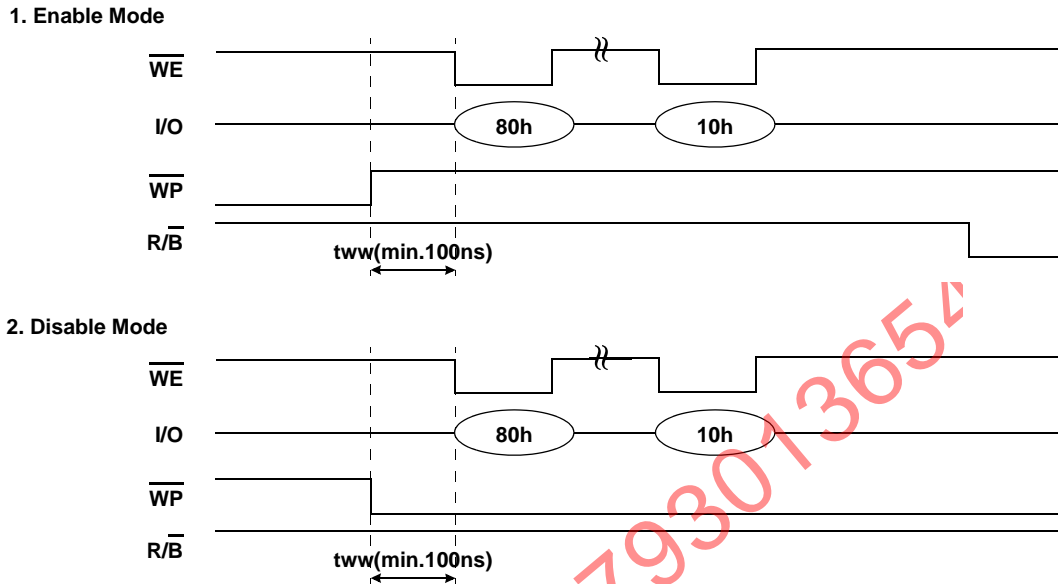 1. Enable Mode
WE
I/O
80h
10h
WP
R/B
tww(min.100ns)
2. Disable Mode
WE
I/O
80h
10h
WP
R/B
tww(min.100ns)